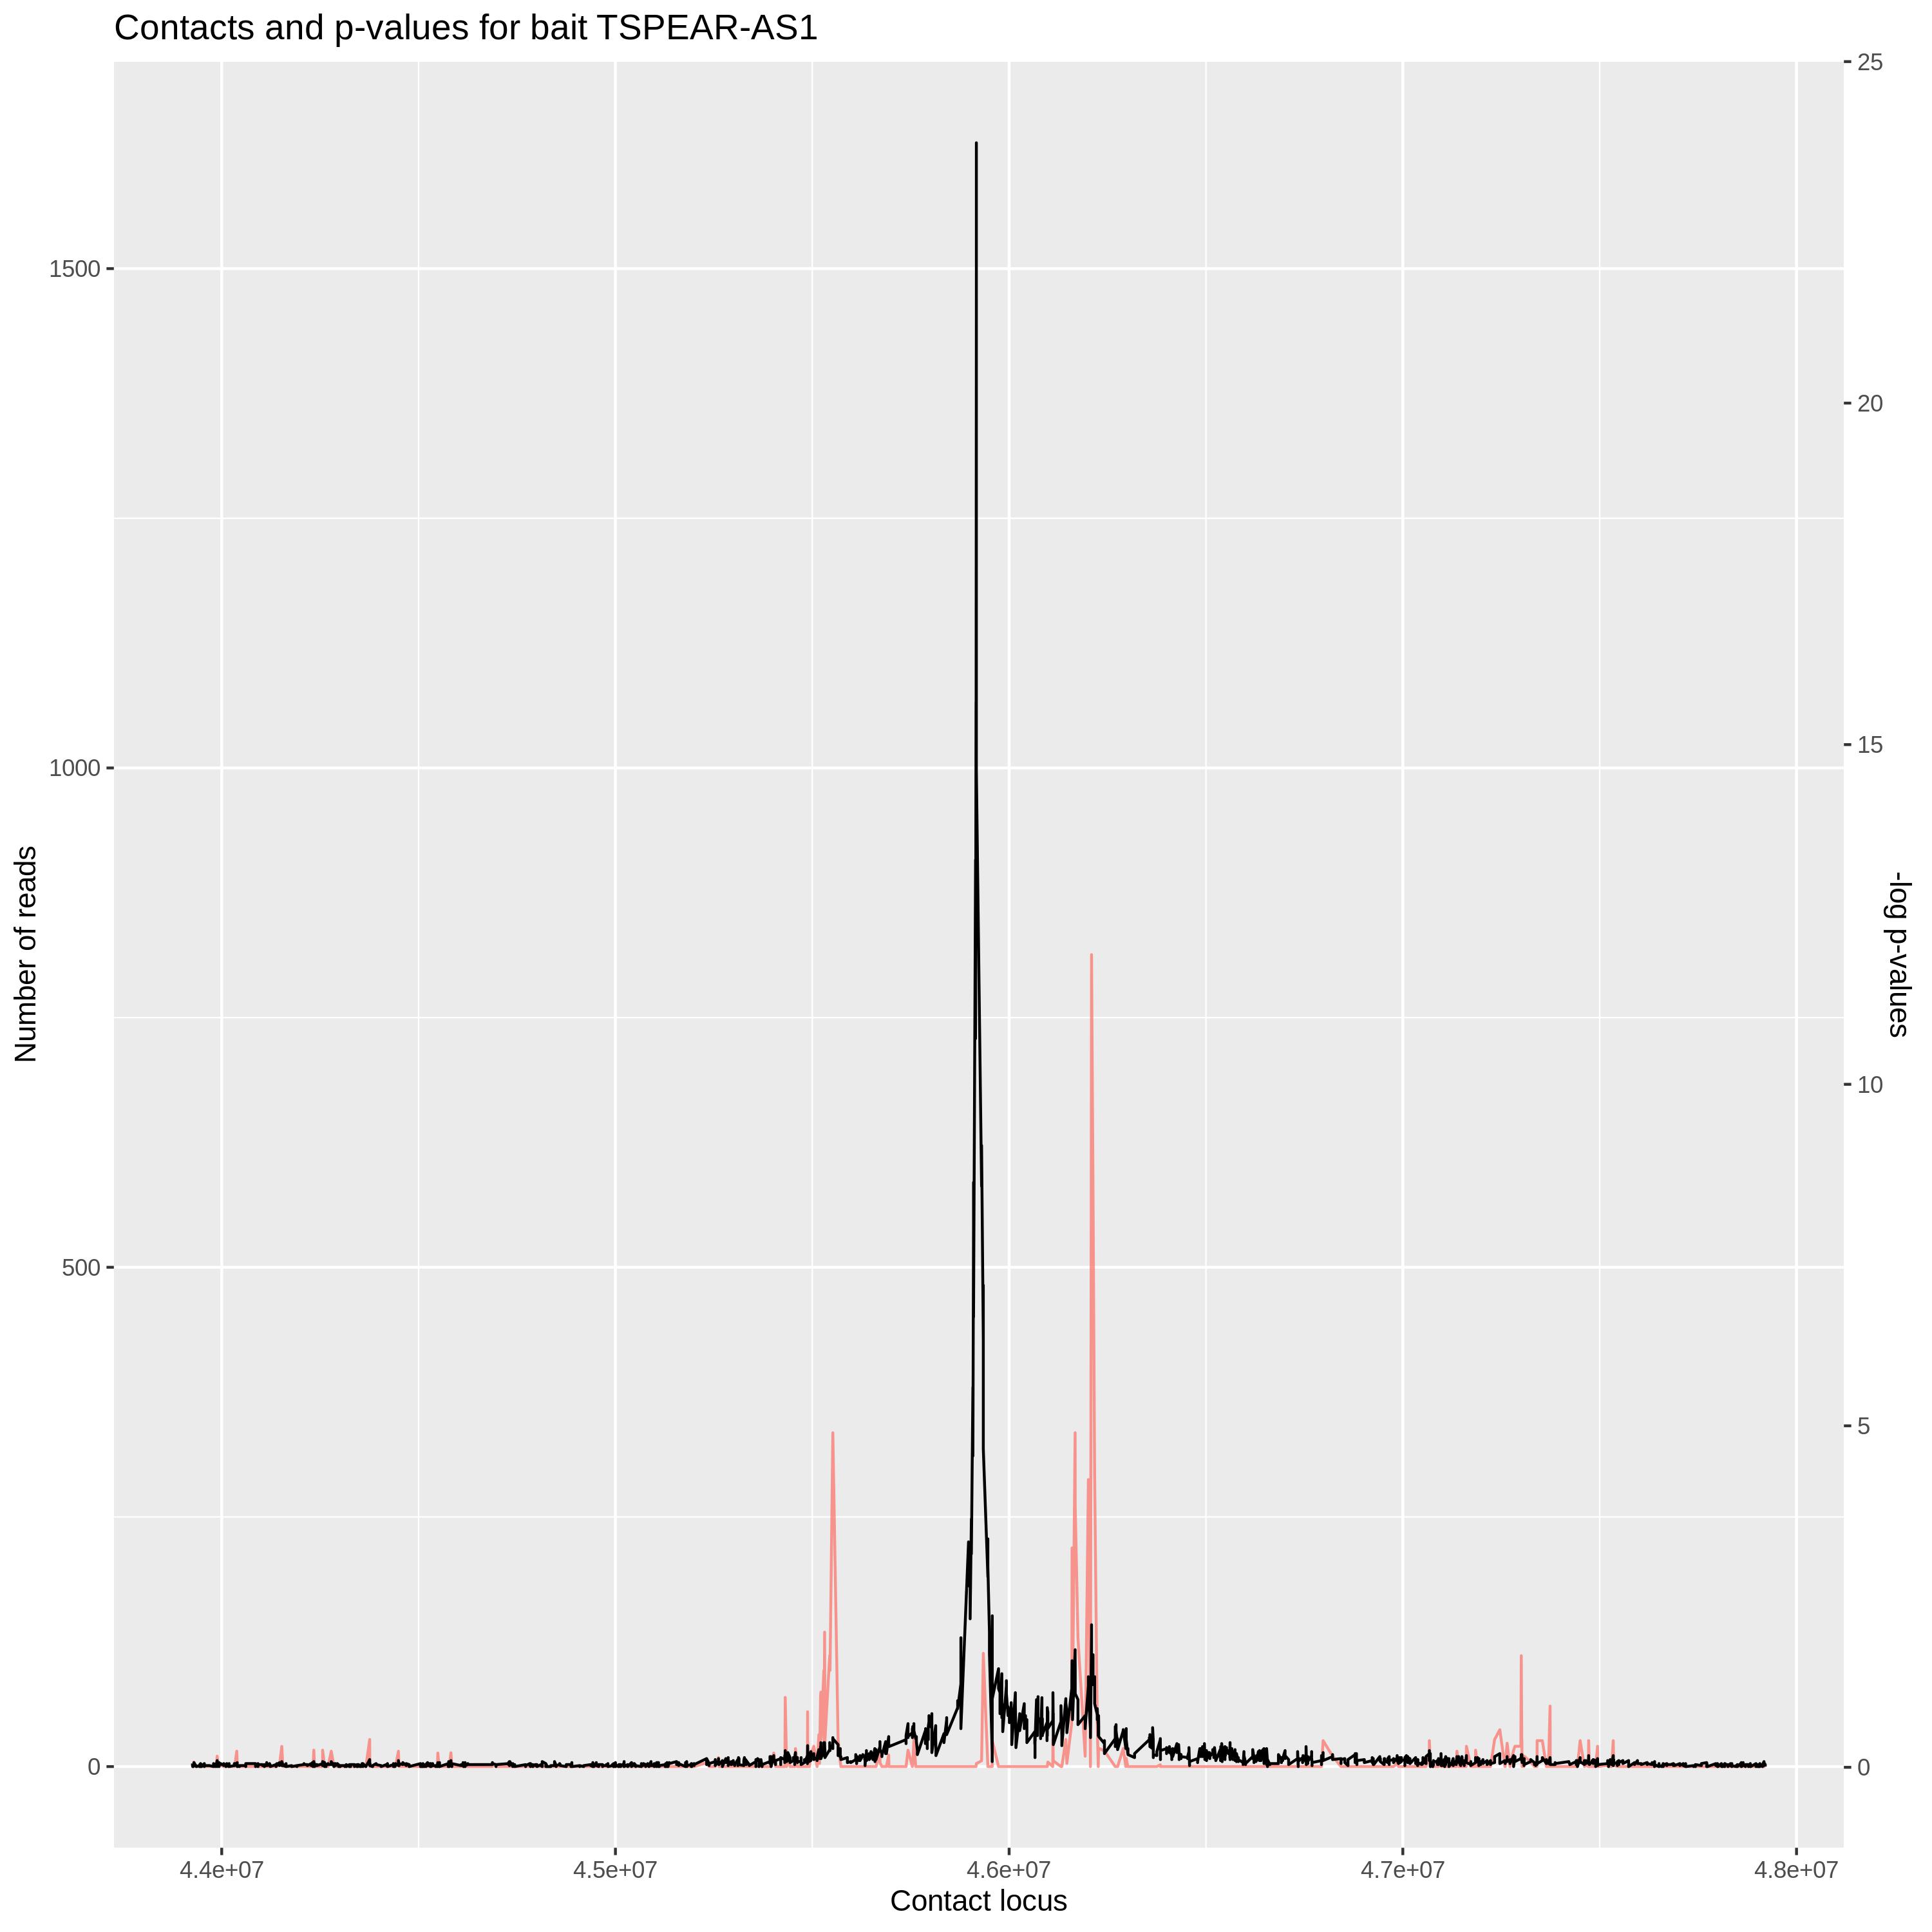 Contacts and p-values for bait TSPEAR-AS1
25
1500
20
15
1000
Number of reads
-log p-values
10
500
5
0
0
4.4e+07
4.5e+07
4.6e+07
4.7e+07
4.8e+07
Contact locus